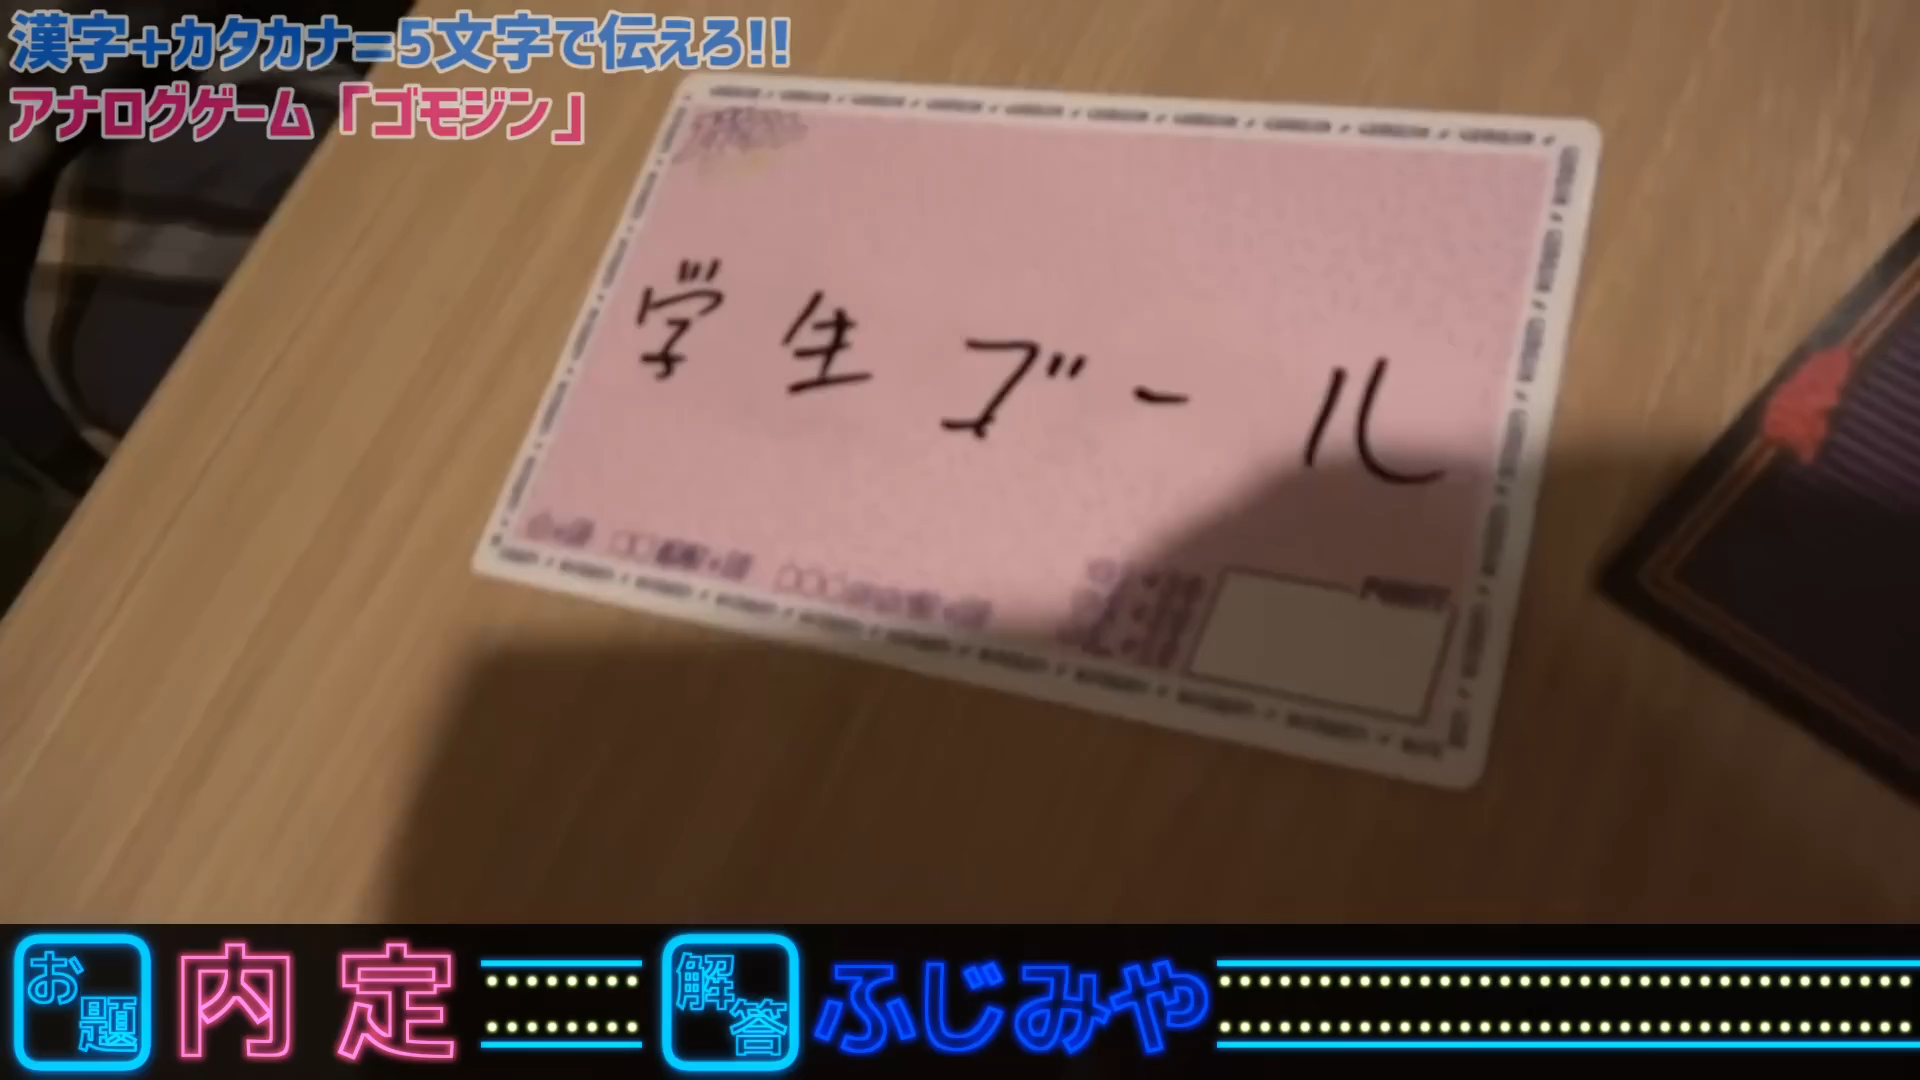 漢字+カタカナ=5文字で伝えろ!!
アナログゲーム「ゴモジン」
学生ゴール
お題 内定 解答 ふじみや